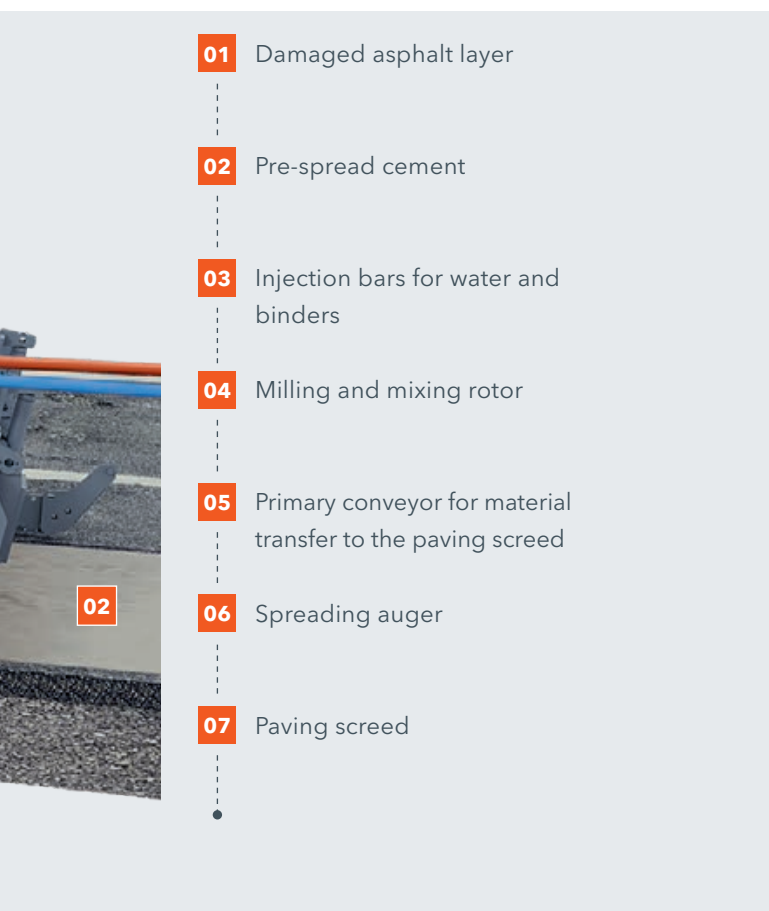 01 Damaged asphalt layer
02 Pre-spread cement
03 Injection bars for water and
binders
04 Milling and mixing rotor
05 Primary conveyor for material
transfer to the paving screed
02
06 Spreading auger
07 Paving screed